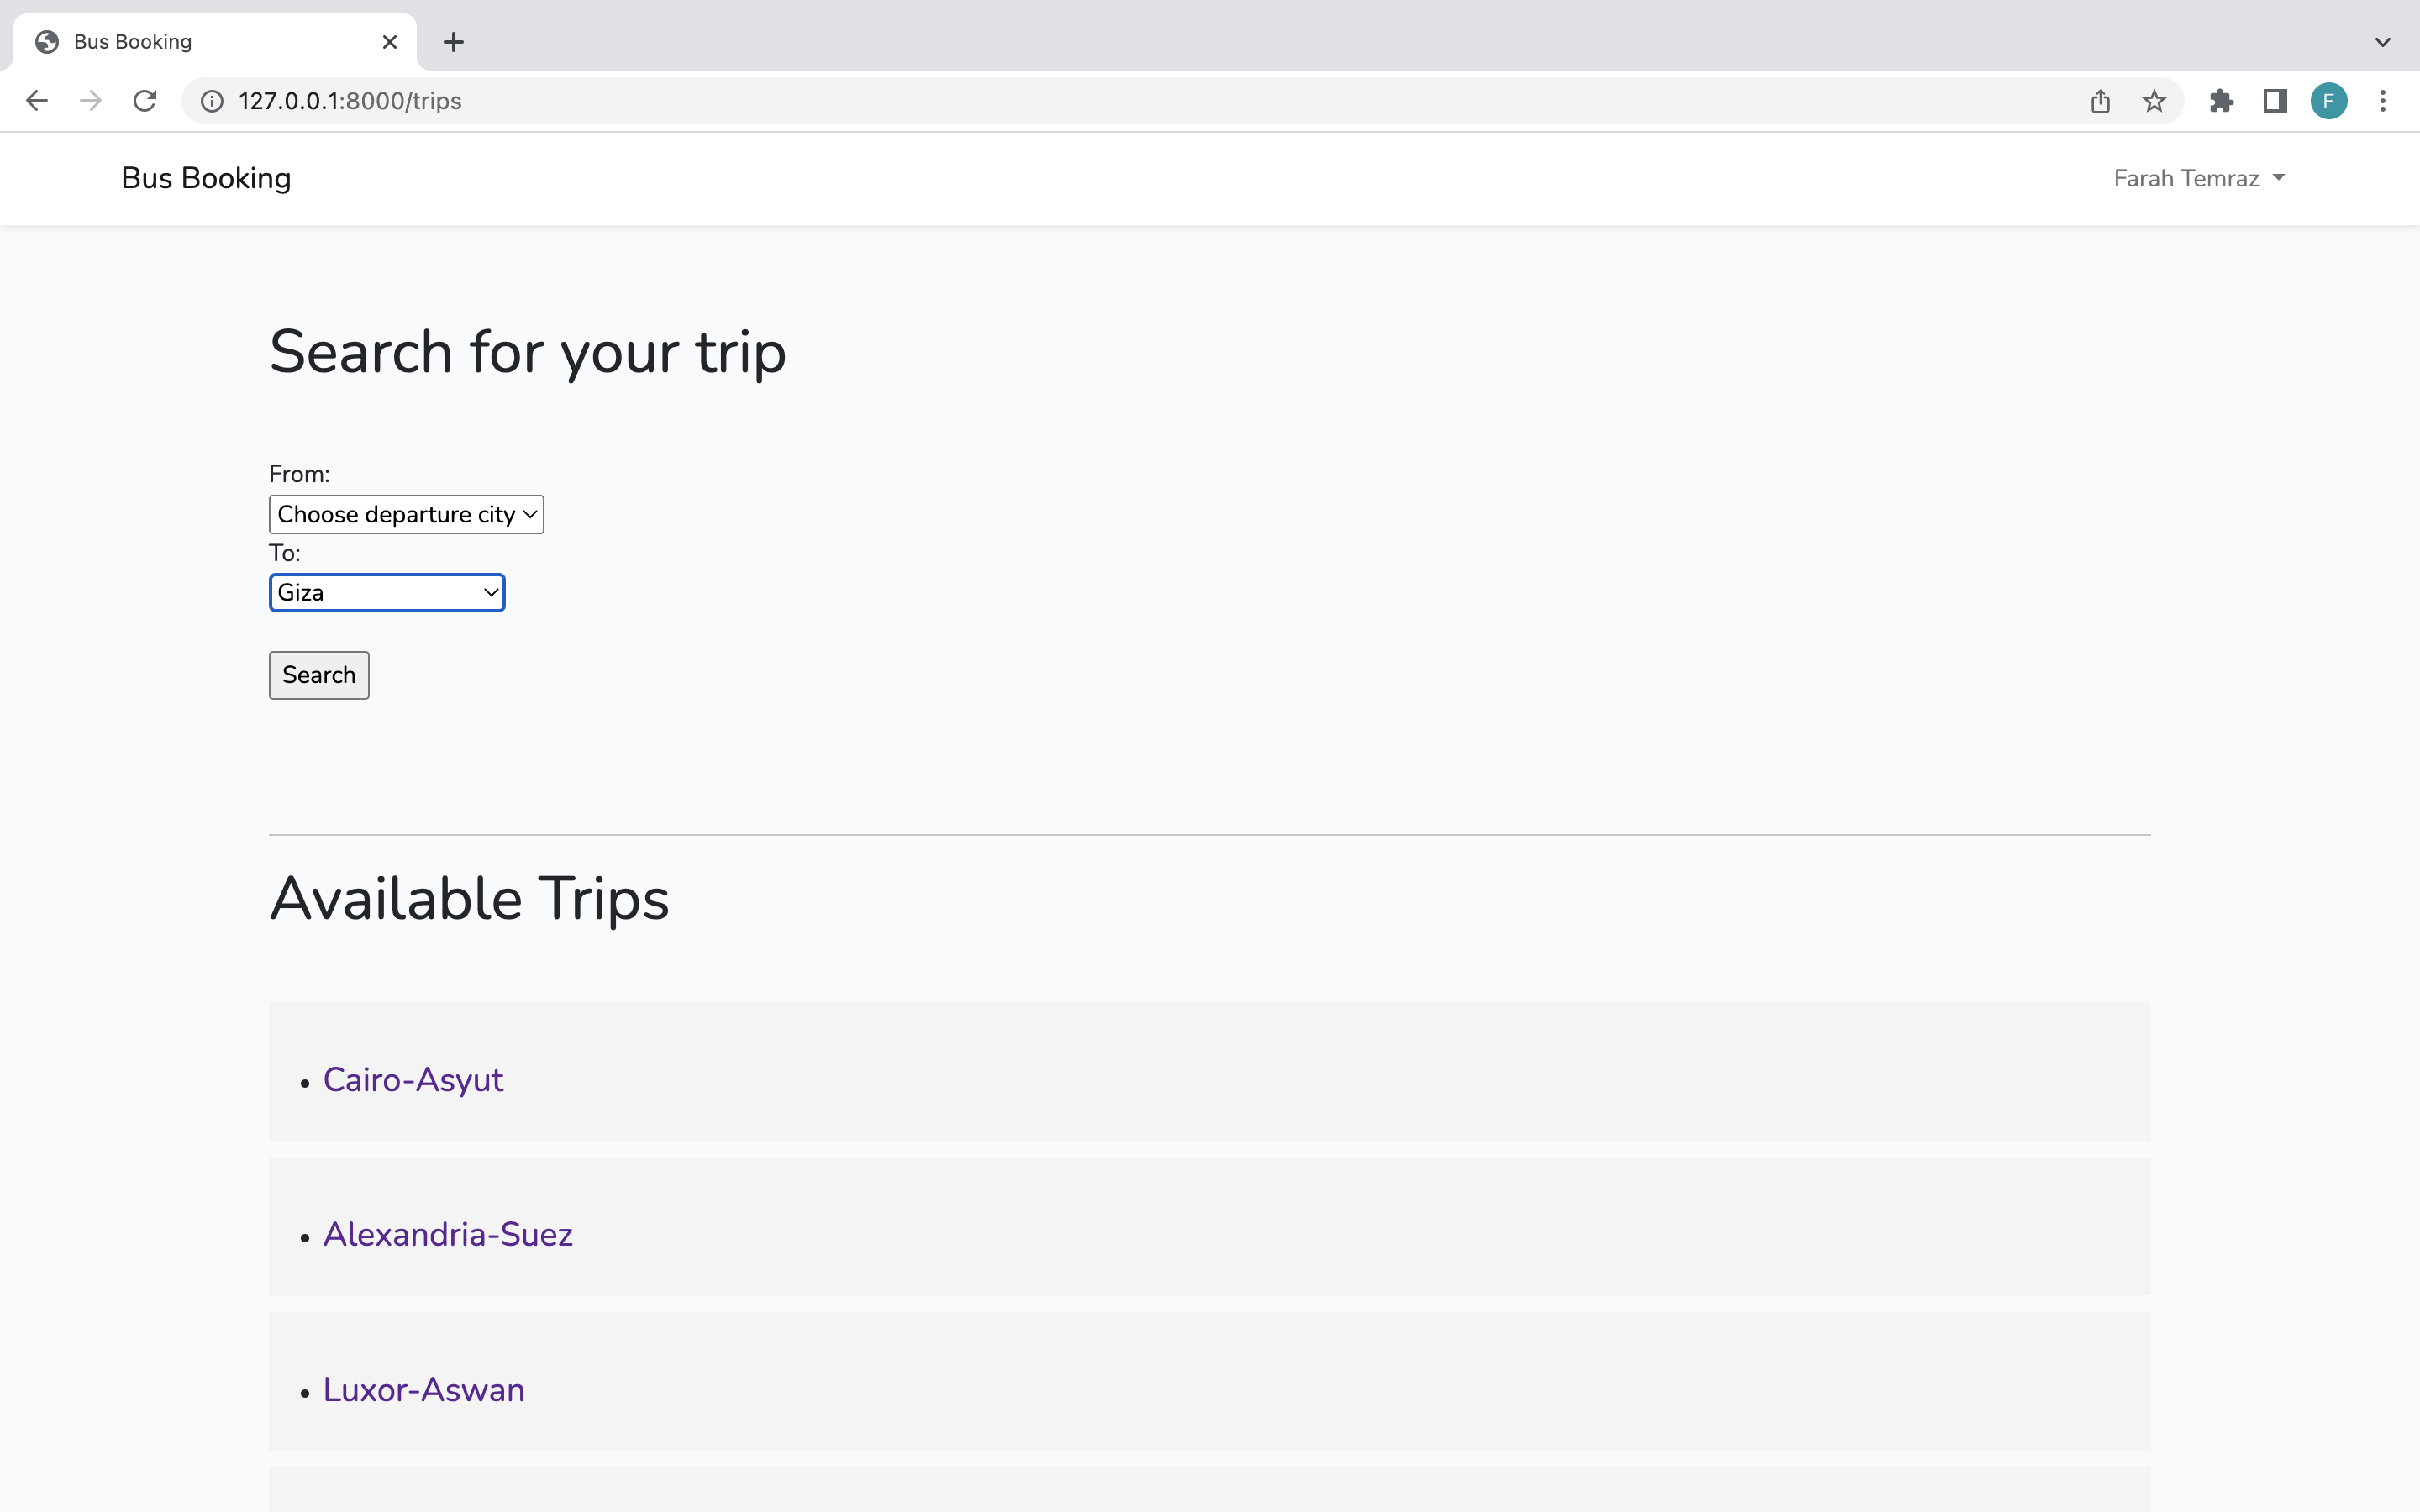 Bus Booking
127.0.0.1:8000/trips
F
Bus Booking
Farah Temraz
Search for your trip
From:
Choose departure city
To:
Giza
Search
Available Trips
Cairo-Asyut
Alexandria-Suez
Luxor-Aswan